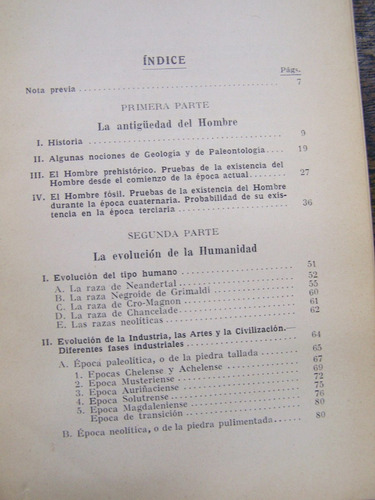 ÍNDICE
Págs.
Nota previa 7
PRIMERA PARTE
La antigüedad del Hombre
I. Historia 9
II. Algunas nociones de Geología y de Paleontología 19
III. El Hombre prehistórico. Pruebas de la existencia del
Hombre desde el comienzo de la época actual 27
IV. El Hombre fósil. Pruebas de la existencia del Hombre
durante la época cuaternaria. Probabilidad de su exis-
tencia en la época terciaria 36
SEGUNDA PARTE
La evolución de la Humanidad
I. Evolución del tipo humano 51
A. La raza de Neandertal 52
B. La raza Negroide de Grimaldi 55
C. La raza de Cro-Magnon 60
D. La raza de Chancelade 61
E. Las razas neolíticas 62
II. Evolución de la Industria, las Artes y la Civilización.—
Diferentes fases industriales 64
A. Época paleolítica, o de la piedra tallada 65
1. Epocas Chelense y Achelense 67
2. Epoca Musteriense 69
3. Epoca Auriñaciense 72
4. Epoca Solutrense 75
5. Epoca Magdaleniense 76
Epoca de transición 80
B. Época neolítica, o de la piedra pulimentada 80